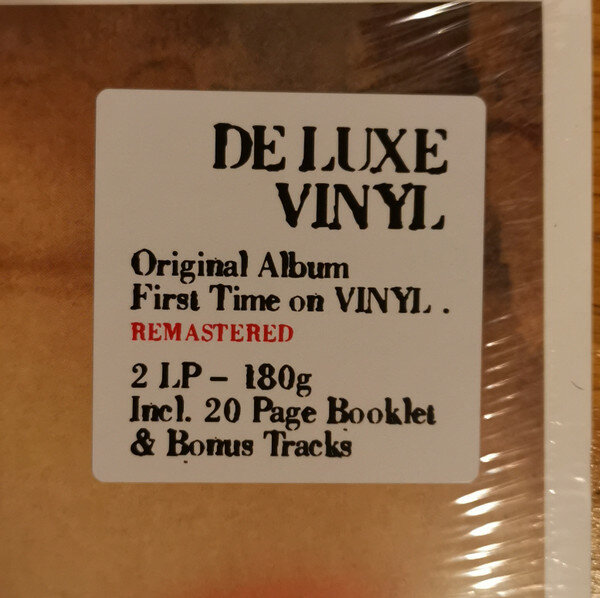 DE LUXE
VINYL
Original Album
First Time on VINYL .
REMASTERED
2 LP – 180g
Incl. 20 Page Booklet
& Bonus Tracks